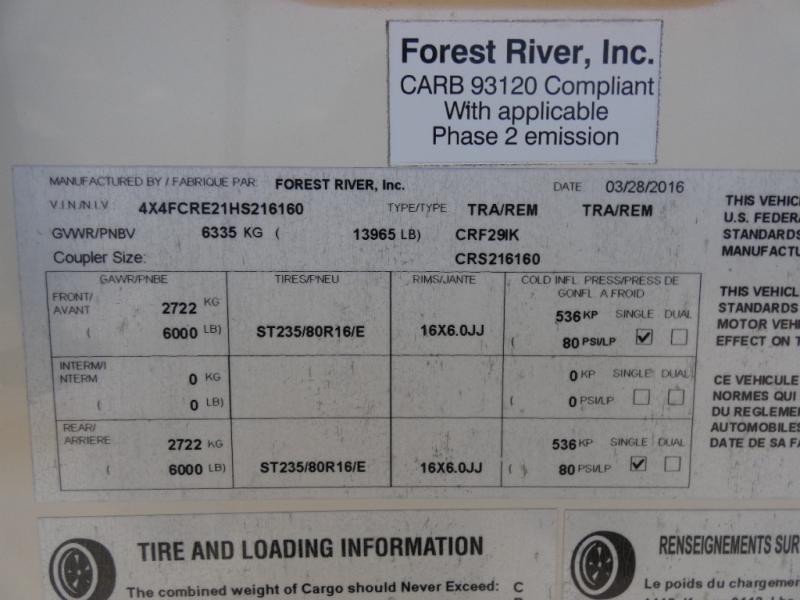 Forest River, Inc.
CARB 93120 Compliant
With applicable
Phase 2 emission
MANUFACTURED BY / FABRIQUE PAR: FOREST RIVER, Inc. DATE 03/28/2016
V.I.N./N.I.V: 4X4FCRE21HS216160 TYPE/TYPE TRA/REM TRA/REM
GVWR/PNBV 6335 KG ( 13965 LB) CRF29IK
Coupler Size: CRS216160
GAWR/PNBE TIRES/PNEU RIMS/JANTE COLD INFL. PRESS/PRESS DE
GONFL. A FROID
FRONT/
AVANT 2722 KG 536 KP SINGLE DUAL
( 6000 LB) ST235/80R16/E 16X6.0JJ ( 80 PSI/LP
INTERM/I
NTERM 0 KG 0 KP SINGLE DUAL
( 0 LB) ( 0 PSI/LP
REAR/
ARRIERE 2722 KG 536 KP SINGLE DUAL
( 6000 LB) ST235/80R16/E 16X6.0JJ ( ) 80 PSI/LP
THIS VEHIC
U.S. FEDER
STANDARDS
MANUFACTU
THIS VEHICL
STANDARDS
MOTOR VEHI
EFFECT ON T
CE VEHICULE
NORMES QUI
DU REGLEME
AUTOMOBILES
DATE DE SA FA
TIRE AND LOADING INFORMATION
The combined weight of Cargo should Never Exceed:
RENSEIGNEMENTS SUR
Le poids du chargemen